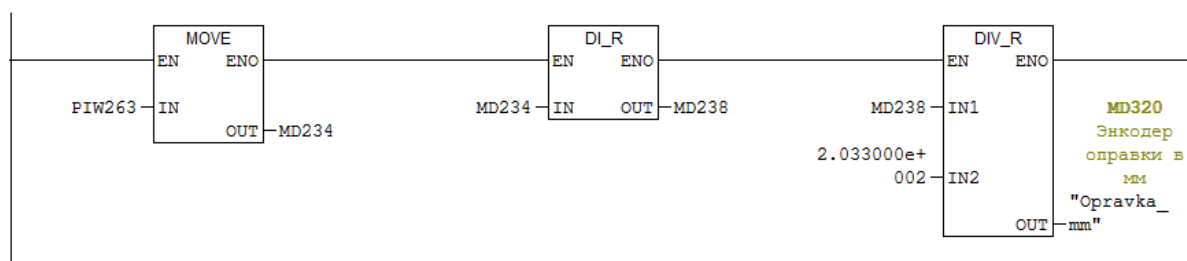 MOVE
EN ENO
PIW263 IN
OUT MD234
DI_R
EN ENO
MD234 IN OUT MD238
DIV_R
EN ENO
MD238 IN1
2.033000e+
002 IN2
MD320
Энкодер
оправки в
мм
"Opravka_
OUT mm"